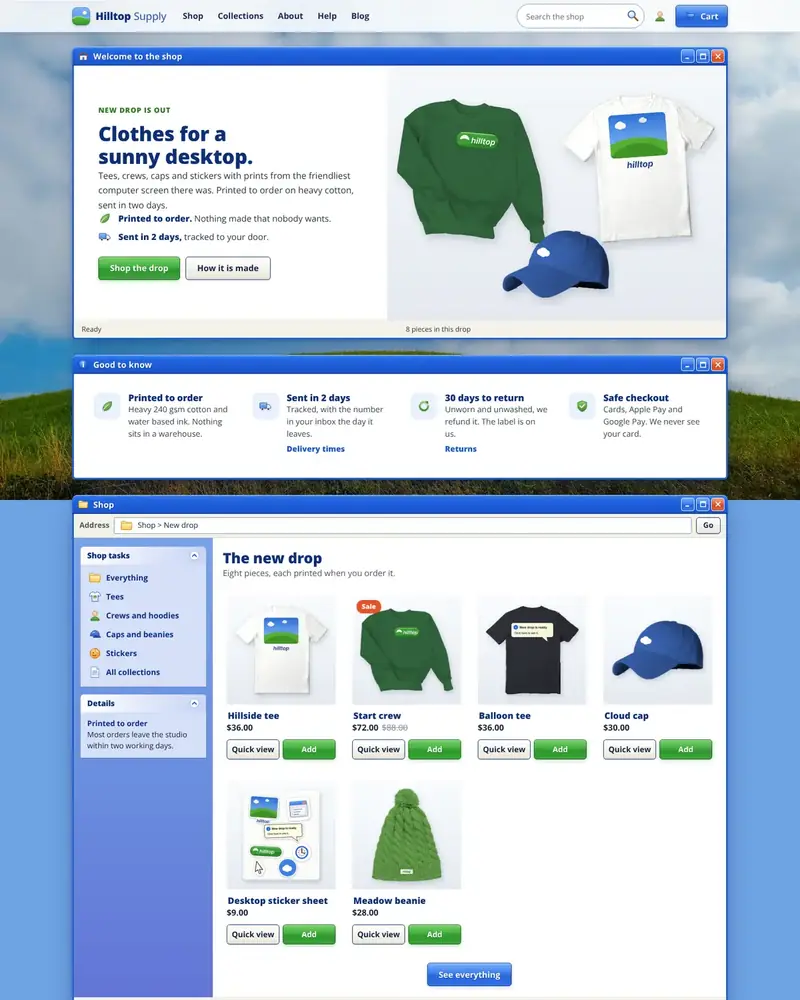 Hilltop Supply
Shop
Collections
About
Help
Blog
Search the shop
Cart
Welcome to the shop
NEW DROP IS OUT
Clothes for a
sunny desktop.
Tees, crews, caps and stickers with prints from the friendliest
computer screen there was. Printed to order on heavy cotton,
sent in two days.
Printed to order. Nothing made that nobody wants.
Sent in 2 days, tracked to your door.
Shop the drop
How it is made
hilltop
hilltop
Ready
8 pieces in this drop
Good to know
Printed to order
Heavy 240 gsm cotton and
water based ink. Nothing
sits in a warehouse.
Sent in 2 days
Tracked, with the number
in your inbox the day it
leaves.
Delivery times
30 days to return
Unworn and unwashed, we
refund it. The label is on
us.
Returns
Safe checkout
Cards, Apple Pay and
Google Pay. We never see
your card.
Shop
Address
Shop > New drop
Go
Shop tasks
Everything
Tees
Crews and hoodies
Caps and beanies
Stickers
All collections
Details
Printed to order
Most orders leave the studio
within two working days.
The new drop
Eight pieces, each printed when you order it.
hilltop
Hillside tee
$36.00
Quick view
Add
Sale
hilltop
Start crew
$72.00 $88.00
Quick view
Add
New drop is ready
Balloon tee
$36.00
Quick view
Add
Cloud cap
$30.00
Quick view
Add
hilltop
New drop is ready
hilltop
Desktop sticker sheet
$9.00
Quick view
Add
Meadow beanie
$28.00
Quick view
Add
See everything